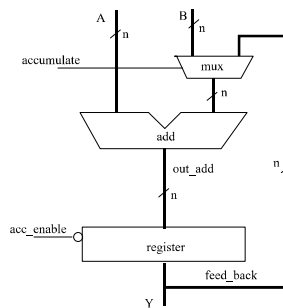 A
B
n
n
accumulate
mux
n
add
out_add
n
n
acc_enable
register
feed_back
Y